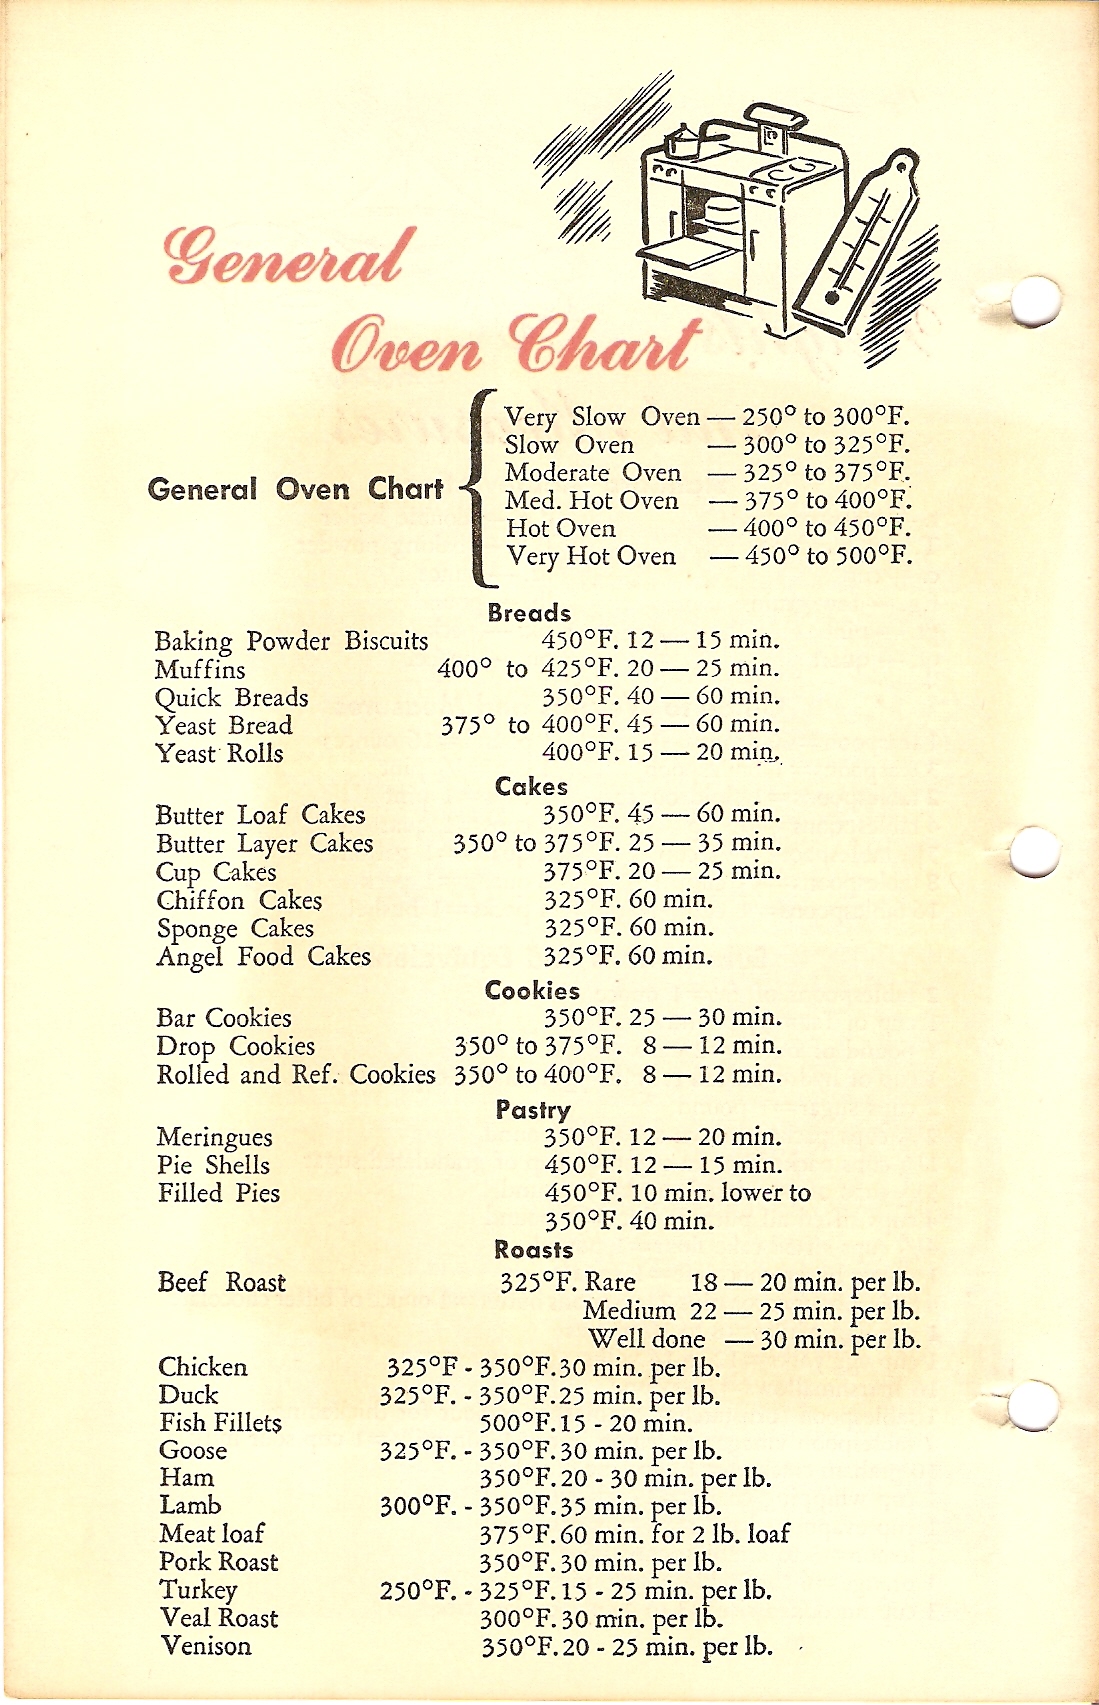 General
Oven Chart
General Oven Chart
Very Slow Oven — 250° to 300°F.
Slow Oven — 300° to 325°F.
Moderate Oven — 325° to 375°F.
Med. Hot Oven — 375° to 400°F.
Hot Oven — 400° to 450°F.
Very Hot Oven — 450° to 500°F.
Breads
Baking Powder Biscuits 450°F. 12 — 15 min.
Muffins 400° to 425°F. 20 — 25 min.
Quick Breads 350°F. 40 — 60 min.
Yeast Bread 375° to 400°F. 45 — 60 min.
Yeast Rolls 400°F. 15 — 20 min.
Cakes
Butter Loaf Cakes 350°F. 45 — 60 min.
Butter Layer Cakes 350° to 375°F. 25 — 35 min.
Cup Cakes 375°F. 20 — 25 min.
Chiffon Cakes 325°F. 60 min.
Sponge Cakes 325°F. 60 min.
Angel Food Cakes 325°F. 60 min.
Cookies
Bar Cookies 350°F. 25 — 30 min.
Drop Cookies 350° to 375°F. 8 — 12 min.
Rolled and Ref. Cookies 350° to 400°F. 8 — 12 min.
Pastry
Meringues 350°F. 12 — 20 min.
Pie Shells 450°F. 12 — 15 min.
Filled Pies 450°F. 10 min. lower to
350°F. 40 min.
Roasts
Beef Roast 325°F. Rare 18 — 20 min. per lb.
Medium 22 — 25 min. per lb.
Well done — 30 min. per lb.
Chicken 325°F - 350°F. 30 min. per lb.
Duck 325°F. - 350°F. 25 min. per lb.
Fish Fillets 500°F. 15 - 20 min.
Goose 325°F. - 350°F. 30 min. per lb.
Ham 350°F. 20 - 30 min. per lb.
Lamb 300°F. - 350°F. 35 min. per lb.
Meat loaf 375°F. 60 min. for 2 lb. loaf
Pork Roast 350°F. 30 min. per lb.
Turkey 250°F. - 325°F. 15 - 25 min. per lb.
Veal Roast 300°F. 30 min. per lb.
Venison 350°F. 20 - 25 min. per lb.